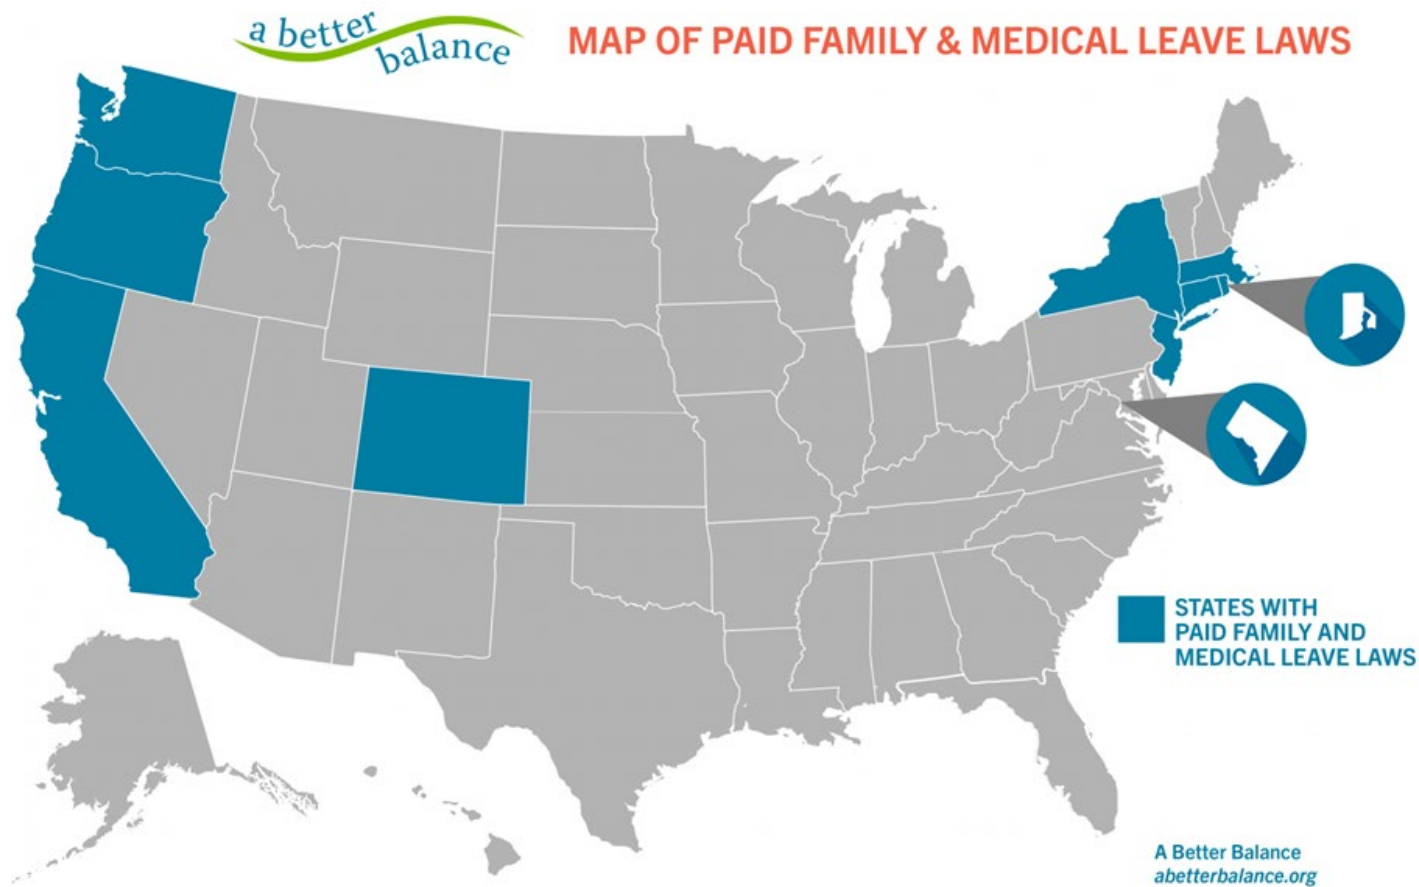 a better
balance
MAP OF PAID FAMILY & MEDICAL LEAVE LAWS
STATES WITH
PAID FAMILY AND
MEDICAL LEAVE LAWS
A Better Balance
abetterbalance.org